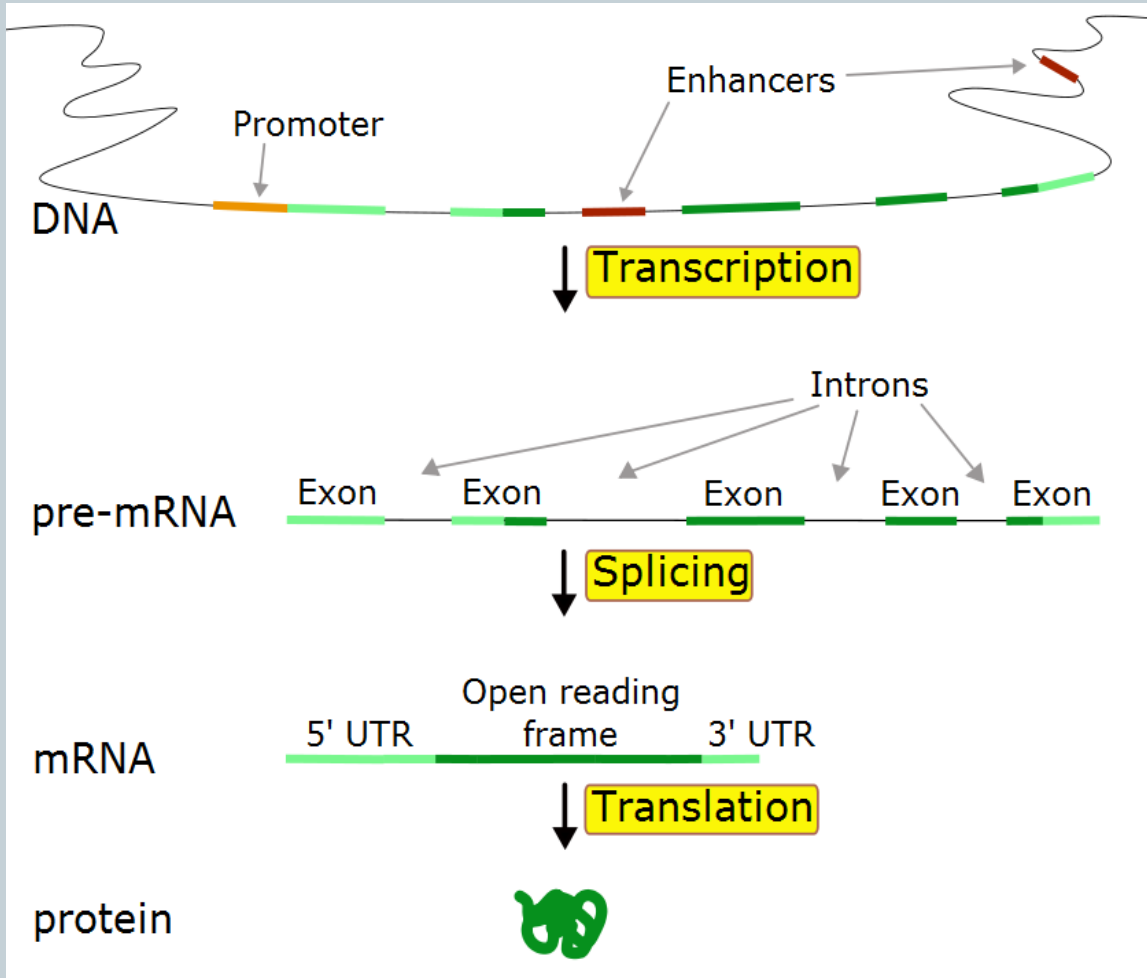 Enhancers
Promoter
DNA
Transcription
Introns
Exon Exon Exon Exon Exon
pre-mRNA
Splicing
Open reading
5' UTR frame 3' UTR
mRNA
Translation
protein